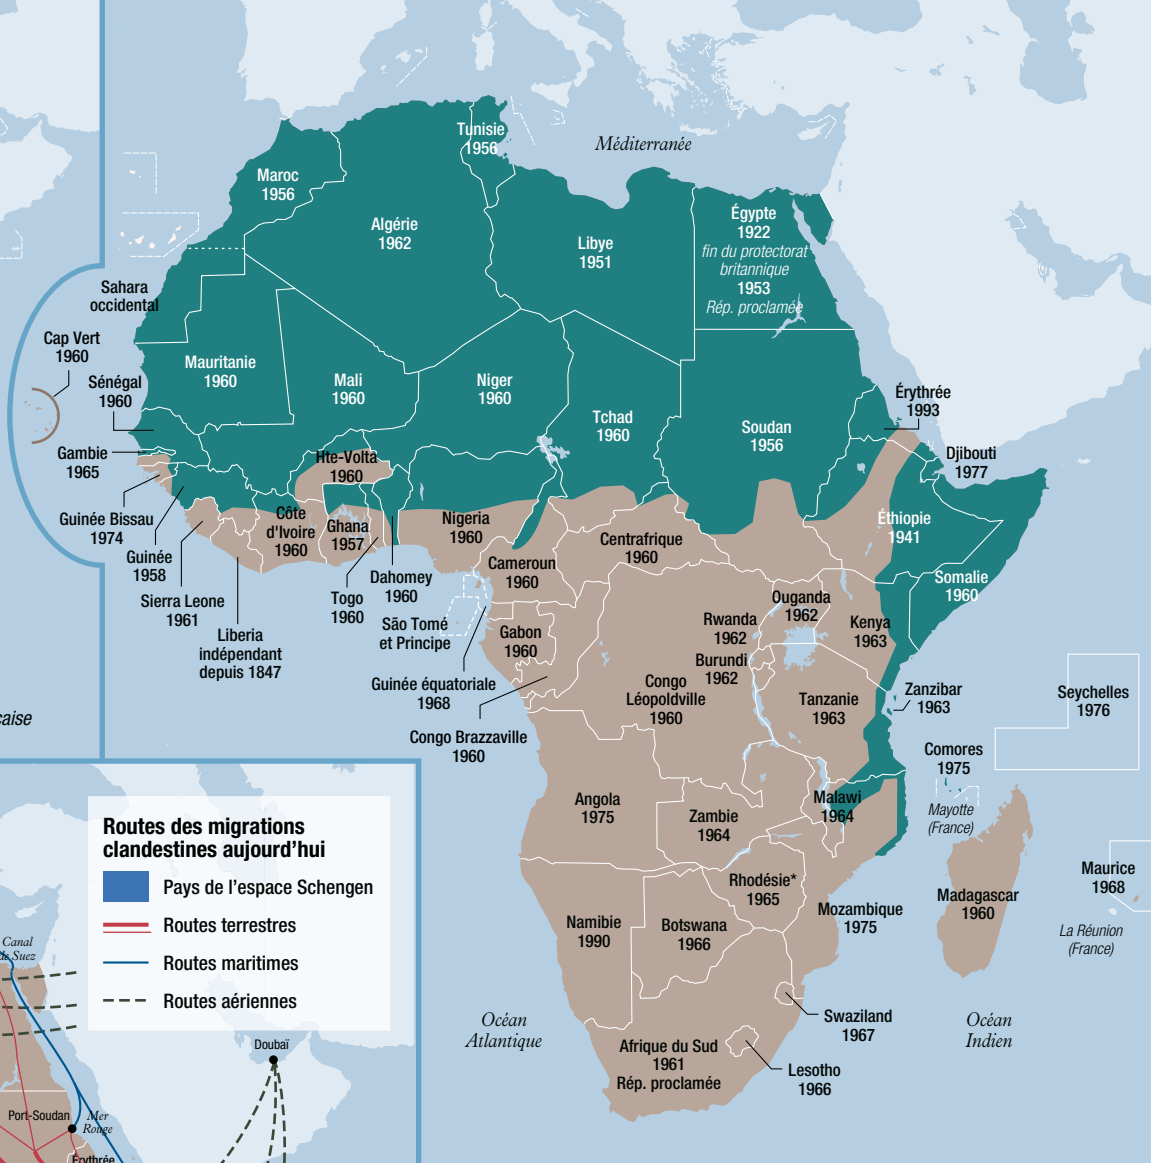 Tunisie
1956
Méditerranée
Maroc
1956
Algérie
1962
Libye
1951
Égypte
1922
fin du protectorat
britannique
1953
Rép. proclamée
Sahara
occidental
Cap Vert
1960
Sénégal
1960
Mauritanie
1960
Mali
1960
Niger
1960
Tchad
1960
Soudan
1956
Érythrée
1993
Djibouti
1977
Gambie
1965
Hte-Volta
1960
Guinée Bissau
1974
Guinée
1958
Sierra Leone
1961
Liberia
indépendant
depuis 1847
Côte
d'Ivoire
1960
Ghana
1957
Togo
1960
Dahomey
1960
Nigeria
1960
Cameroun
1960
Centrafrique
1960
Éthiopie
1941
Somalie
1960
São Tomé
et Principe
Gabon
1960
Guinée équatoriale
1968
Congo Brazzaville
1960
Congo
Léopoldville
1960
Rwanda
1962
Burundi
1962
Ouganda
1962
Kenya
1963
Tanzanie
1963
Zanzibar
1963
Seychelles
1976
Comores
1975
Mayotte
(France)
Angola
1975
Zambie
1964
Malawi
1964
Rhodésie*
1965
Mozambique
1975
Madagascar
1960
Maurice
1968
La Réunion
(France)
Namibie
1990
Botswana
1966
Swaziland
1967
Lesotho
1966
Afrique du Sud
1961
Rép. proclamée
Océan
Atlantique
Océan
Indien
caise
Routes des migrations
clandestines aujourd'hui
Pays de l'espace Schengen
Routes terrestres
Routes maritimes
Routes aériennes
Canal
de Suez
Doubaï
Port-Soudan
Mer
Rouge
Érythrée